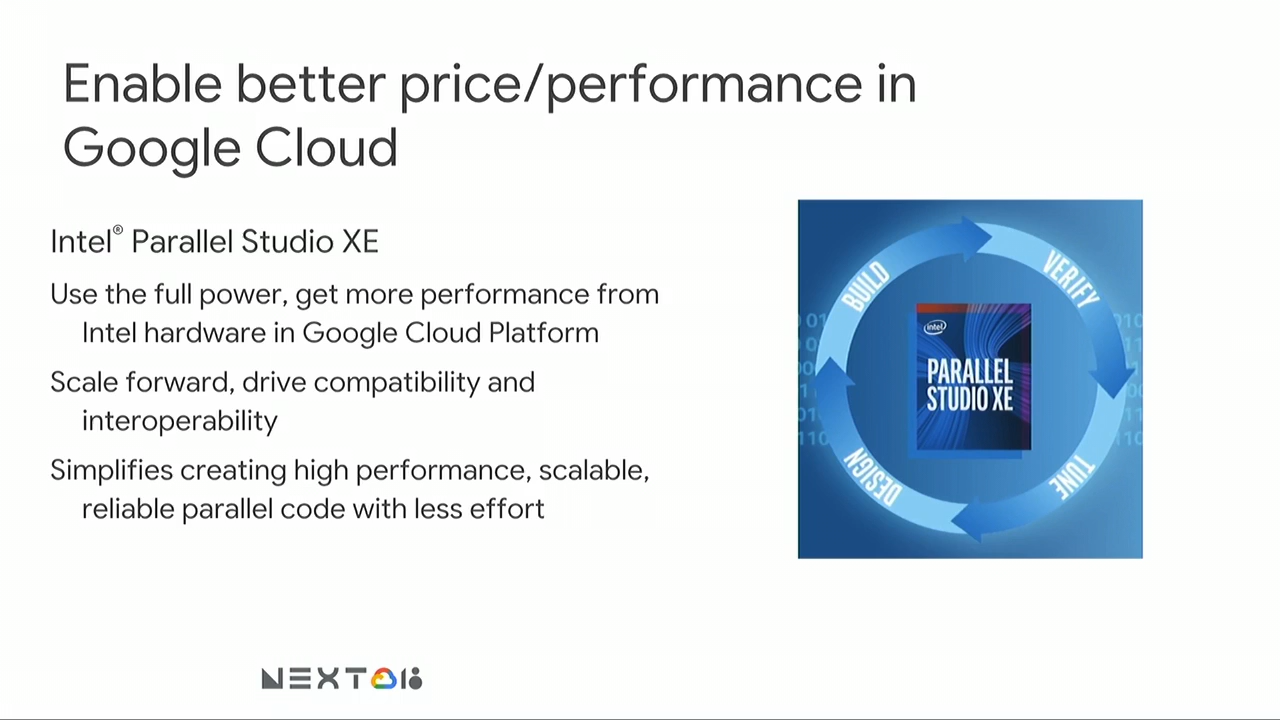 Enable better price/performance in
Google Cloud
Intel® Parallel Studio XE
Use the full power, get more performance from
Intel hardware in Google Cloud Platform
Scale forward, drive compatibility and
interoperability
Simplifies creating high performance, scalable,
reliable parallel code with less effort
BUILD
VERIFY
TUNE
DESIGN
intel
PARALLEL
STUDIO XE
NEXT 18